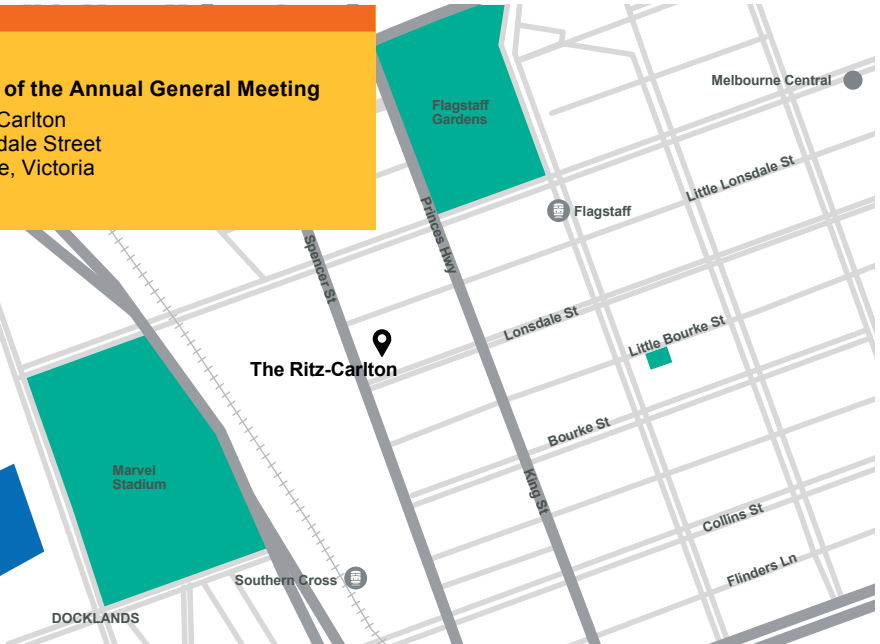 of the Annual General Meeting
Carlton
dale Street
e, Victoria
Melbourne Central
Flagstaff
Gardens
Little Lonsdale St
Flagstaff
Princes Hwy
Spencer St
Lonsdale St
Little Bourke St
The Ritz-Carlton
Bourke St
Marvel
Stadium
King St
Collins St
Flinders Ln
Southern Cross
DOCKLANDS